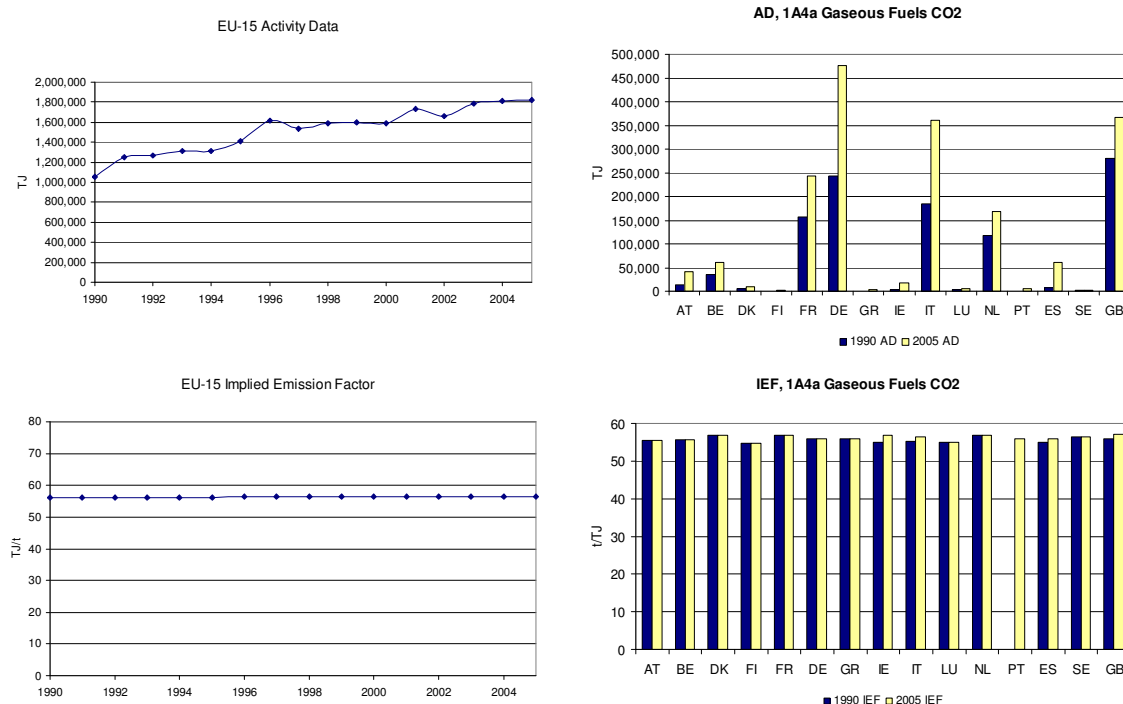 EU-15 Activity Data
2,000,000
1,800,000
1,600,000
1,400,000
1,200,000
1,000,000
800,000
600,000
400,000
200,000
0
TJ
1990 1992 1994 1996 1998 2000 2002 2004
AD, 1A4a Gaseous Fuels CO2
500,000
450,000
400,000
350,000
300,000
250,000
200,000
150,000
100,000
50,000
0
TJ
AT BE DK FI FR DE GR IE IT LU NL PT ES SE GB
1990 AD 2005 AD
EU-15 Implied Emission Factor
80
70
60
50
40
30
20
10
0
TJ/t
1990 1992 1994 1996 1998 2000 2002 2004
IEF, 1A4a Gaseous Fuels CO2
60
50
40
30
20
10
0
t/TJ
AT BE DK FI FR DE GR IE IT LU NL PT ES SE GB
1990 IEF 2005 IEF